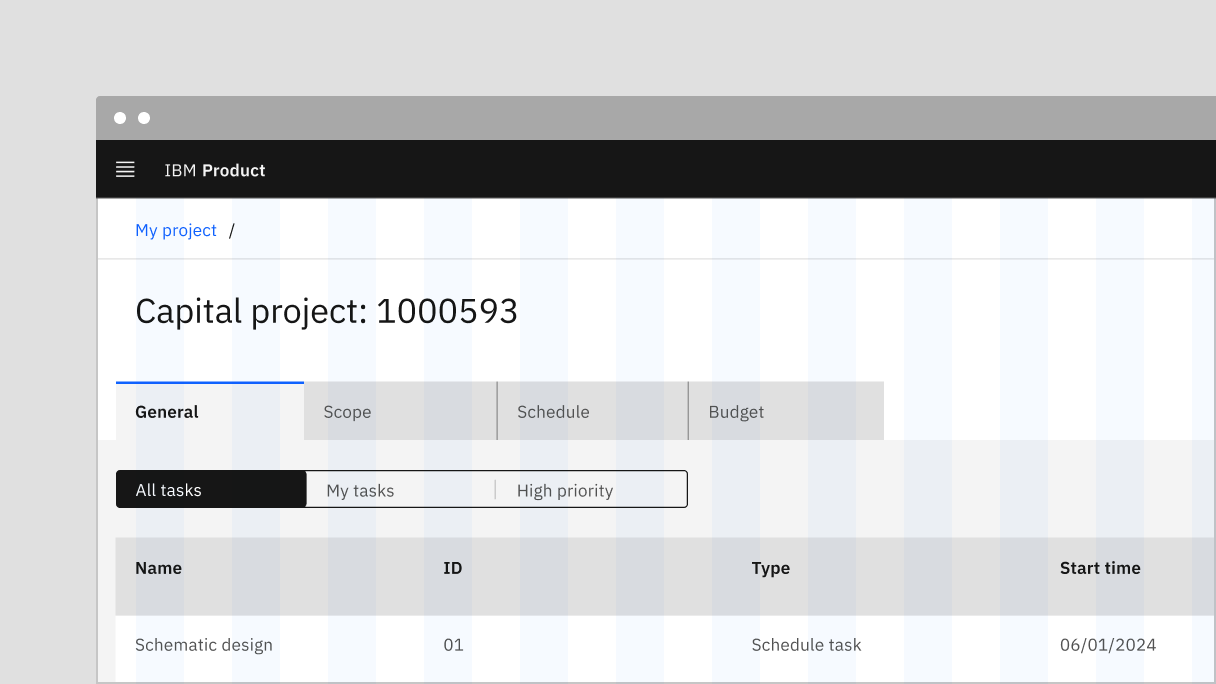 IBM Product
My project /
Capital project: 1000593
General Scope Schedule Budget
All tasks My tasks High priority
Name ID Type Start time
Schematic design 01 Schedule task 06/01/2024